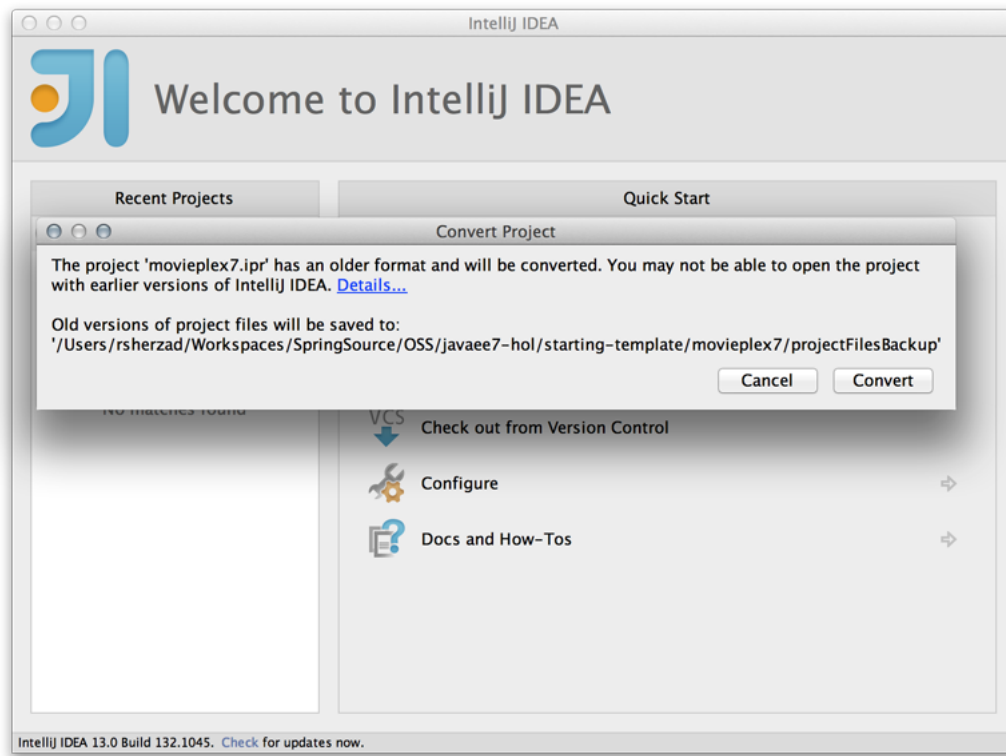 IntelliJ IDEA
Welcome to IntelliJ IDEA
Recent Projects
Quick Start
Convert Project
The project 'movieplex7.ipr' has an older format and will be converted. You may not be able to open the project
with earlier versions of IntelliJ IDEA. Details...
Old versions of project files will be saved to:
'/Users/rsherzad/Workspaces/SpringSource/OSS/javaee7-hol/starting-template/movieplex7/projectFilesBackup'
Cancel
Convert
No matches found
VCS
Check out from Version Control
Configure
Docs and How-Tos
IntelliJ IDEA 13.0 Build 132.1045. Check for updates now.